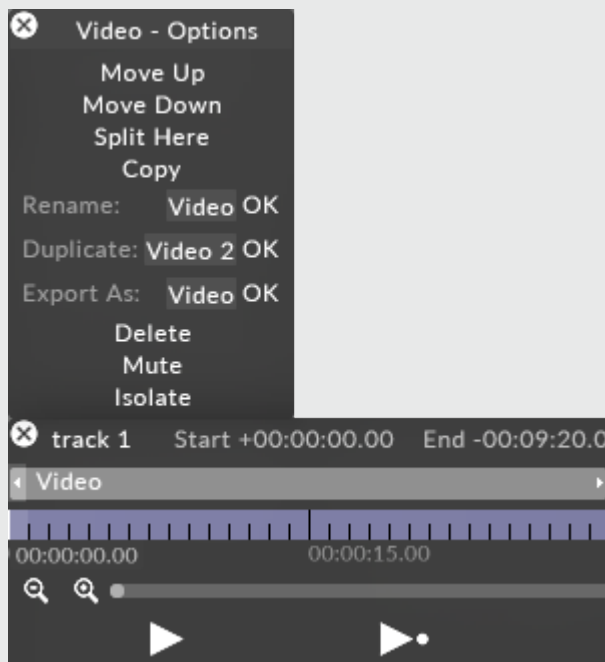 Video - Options
Move Up
Move Down
Split Here
Copy
Rename: Video OK
Duplicate: Video 2 OK
Export As: Video OK
Delete
Mute
Isolate
track 1 Start +00:00:00.00 End -00:09:20.0
Video
00:00:00.00 00:00:15.00